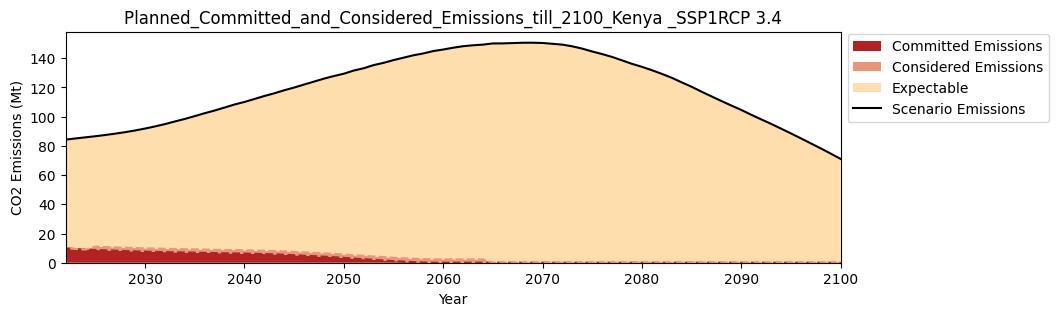 Planned_Committed_and_Considered_Emissions_till_2100_Kenya _SSP1RCP 3.4
CO2 Emissions (Mt)
140
120
100
80
60
40
20
0
2030 2040 2050 2060 2070 2080 2090 2100
Year
Committed Emissions
Considered Emissions
Expectable
Scenario Emissions